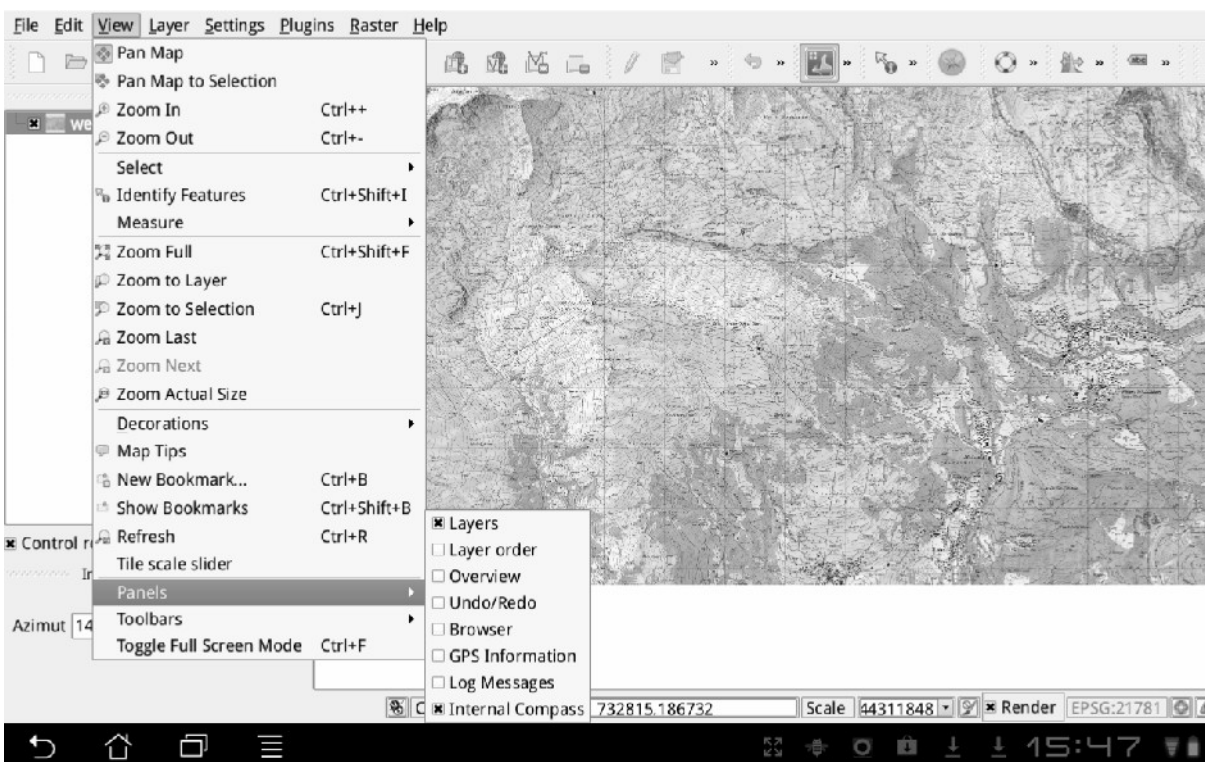 File Edit View Layer Settings Plugins Raster Help
Pan Map
Pan Map to Selection
Zoom In Ctrl++
Zoom Out Ctrl+-
Select
Identify Features Ctrl+Shift+I
Measure
Zoom Full Ctrl+Shift+F
Zoom to Layer
Zoom to Selection Ctrl+J
Zoom Last
Zoom Next
Zoom Actual Size
Decorations
Map Tips
New Bookmark... Ctrl+B
Show Bookmarks Ctrl+Shift+B
Refresh Ctrl+R
Tile scale slider
Panels
Toolbars
Toggle Full Screen Mode Ctrl+F
we
Control r
Ir
Azimut 14
Layers
Layer order
Overview
Undo/Redo
Browser
GPS Information
Log Messages
Internal Compass
C 732815,186732 Scale 44311848 Render EPSG:21781
15:47